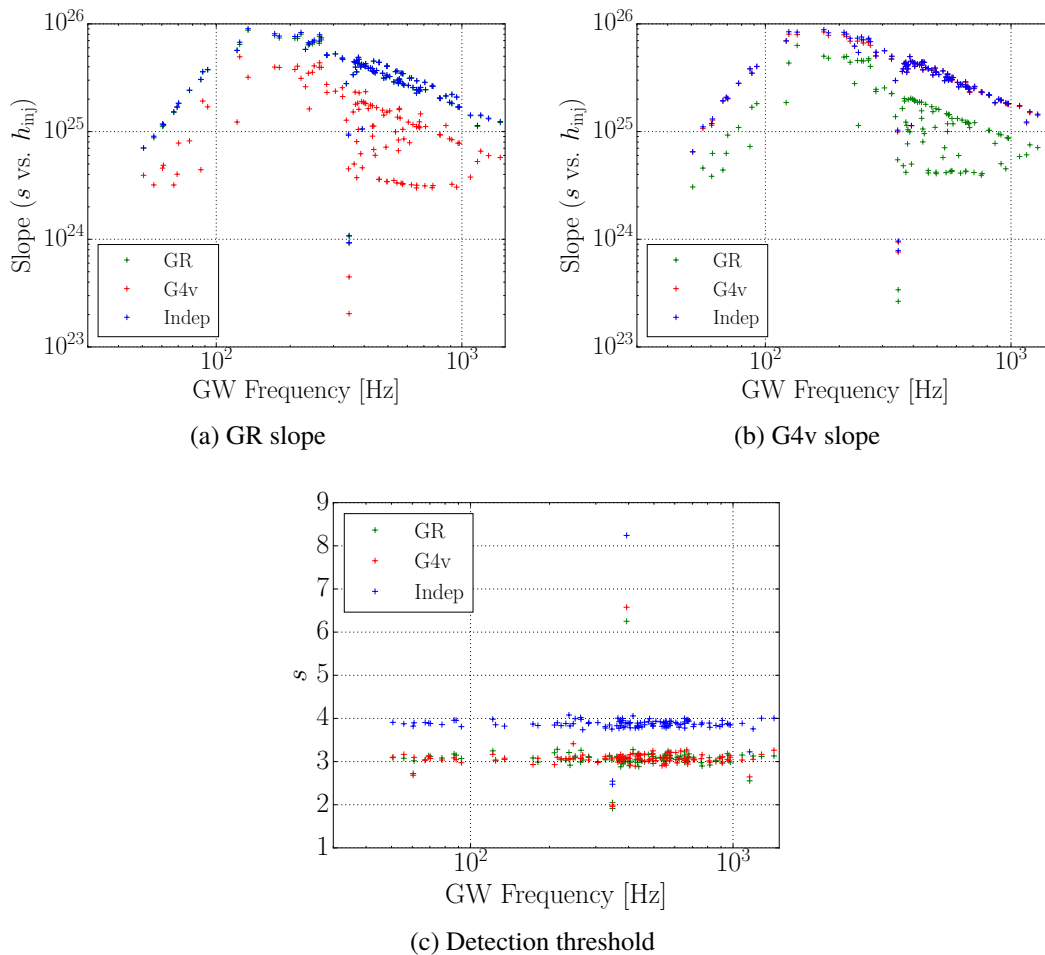 10^26
10^25
10^24
10^23
Slope (s vs. h_inj)
GR
G4v
Indep
10^2
10^3
GW Frequency [Hz]
(a) GR slope
10^26
10^25
10^24
10^23
Slope (s vs. h_inj)
GR
G4v
Indep
10^2
10^3
GW Frequency [Hz]
(b) G4v slope
9
8
7
6
5
4
3
2
1
s
GR
G4v
Indep
10^2
10^3
GW Frequency [Hz]
(c) Detection threshold